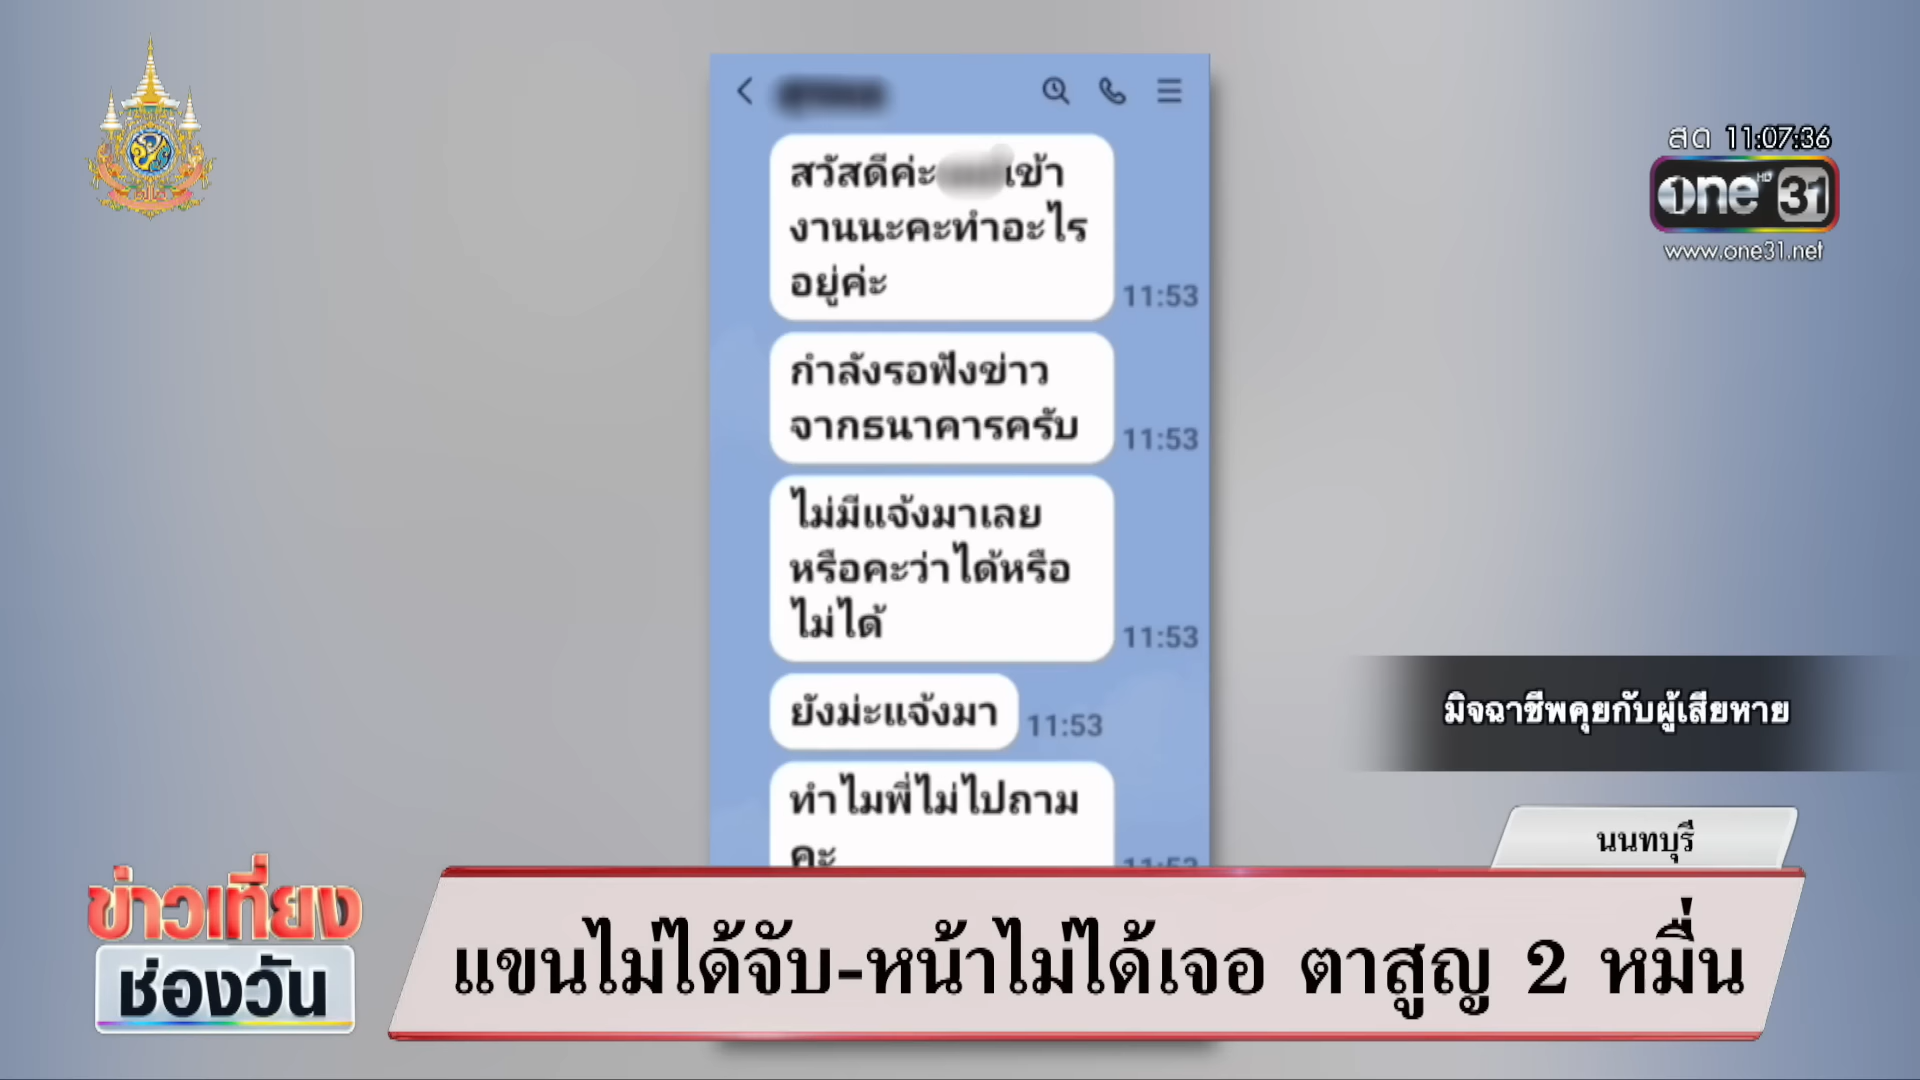 สด 11:07:36
one HD 31
www.one31.net
สวัสดีค่ะ
เข้า
งานนะคะทำอะไร
อยู่ค่ะ
11:53
กำลังรอฟังข่าว
จากธนาคารครับ
11:53
ไม่มีแจ้งมาเลย
หรือคะว่าได้หรือ
ไม่ได้
11:53
ยังม่ะแจ้งมา
11:53
ทำไมพี่ไม่ไปถาม
คะ
11:53
มิจฉาชีพคุยกับผู้เสียหาย
นนทบุรี
ข่าวเที่ยง
ช่องวัน
แขนไม่ได้จับ-หน้าไม่ได้เจอ ตาสูญ 2 หมื่น